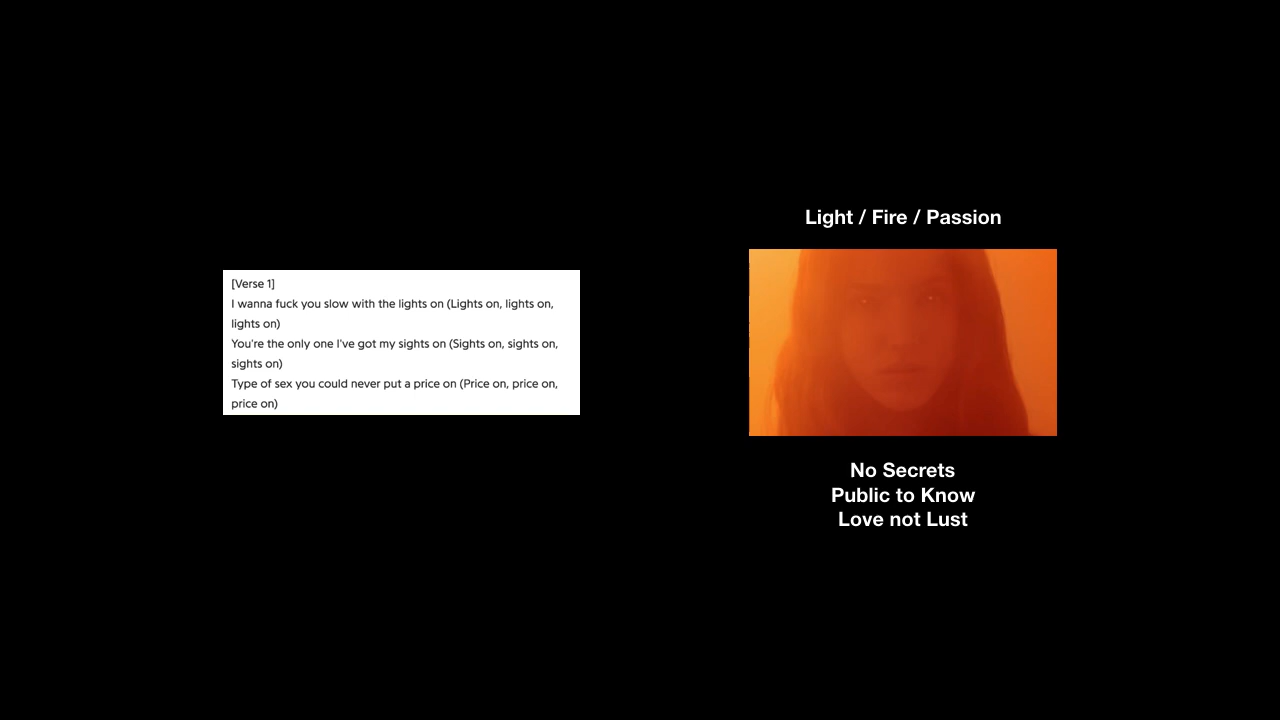 [Verse 1]
I wanna fuck you slow with the lights on (Lights on, lights on,
lights on)
You're the only one I've got my sights on (Sights on, sights on,
sights on)
Type of sex you could never put a price on (Price on, price on,
price on)
Light / Fire / Passion
No Secrets
Public to Know
Love not Lust